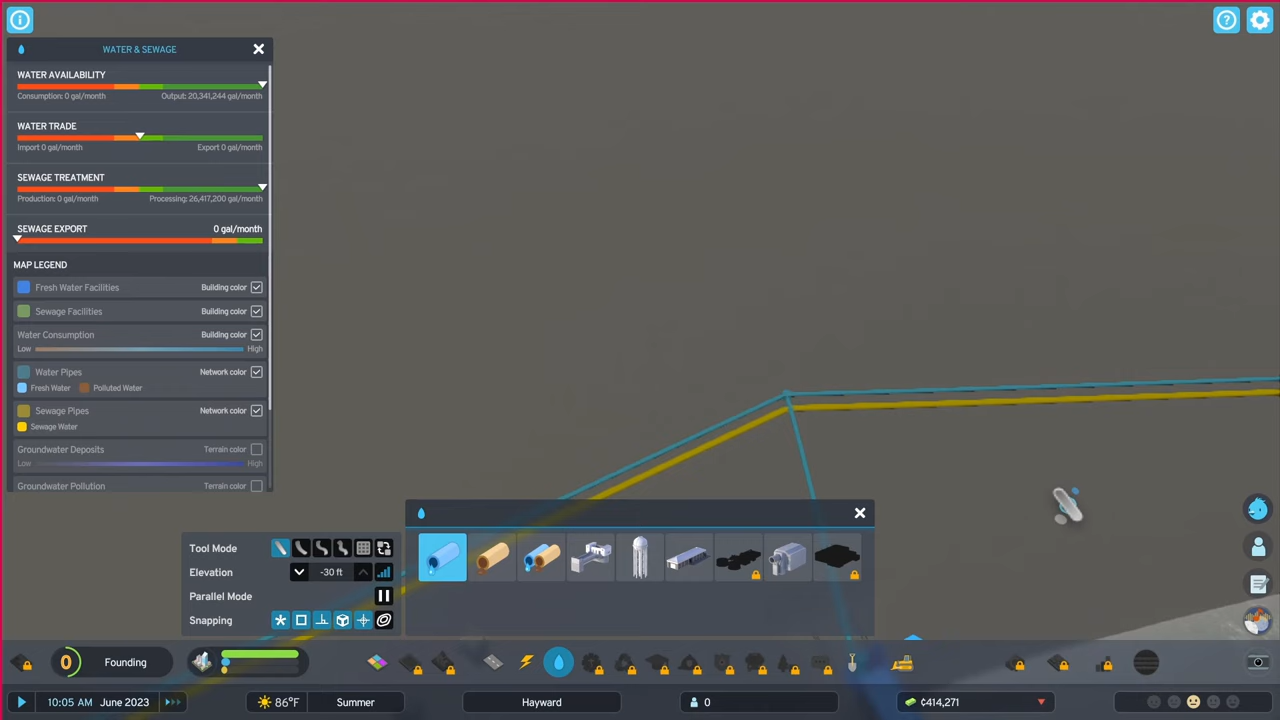 WATER & SEWAGE
WATER AVAILABILITY
Consumption: 0 gal/month Output: 20,341,244 gal/month
WATER TRADE
Import 0 gal/month Export 0 gal/month
SEWAGE TREATMENT
Production: 0 gal/month Processing: 26,417,200 gal/month
SEWAGE EXPORT 0 gal/month
MAP LEGEND
Fresh Water Facilities Building color
Sewage Facilities Building color
Water Consumption Building color
Low High
Water Pipes Network color
Fresh Water Polluted Water
Sewage Pipes Network color
Sewage Water
Groundwater Deposits Terrain color
Low High
Groundwater Pollution Terrain color
Tool Mode
Elevation -30 ft
Parallel Mode
Snapping
0 Founding
10:05 AM June 2023 86°F Summer Hayward 0 ¢414,271